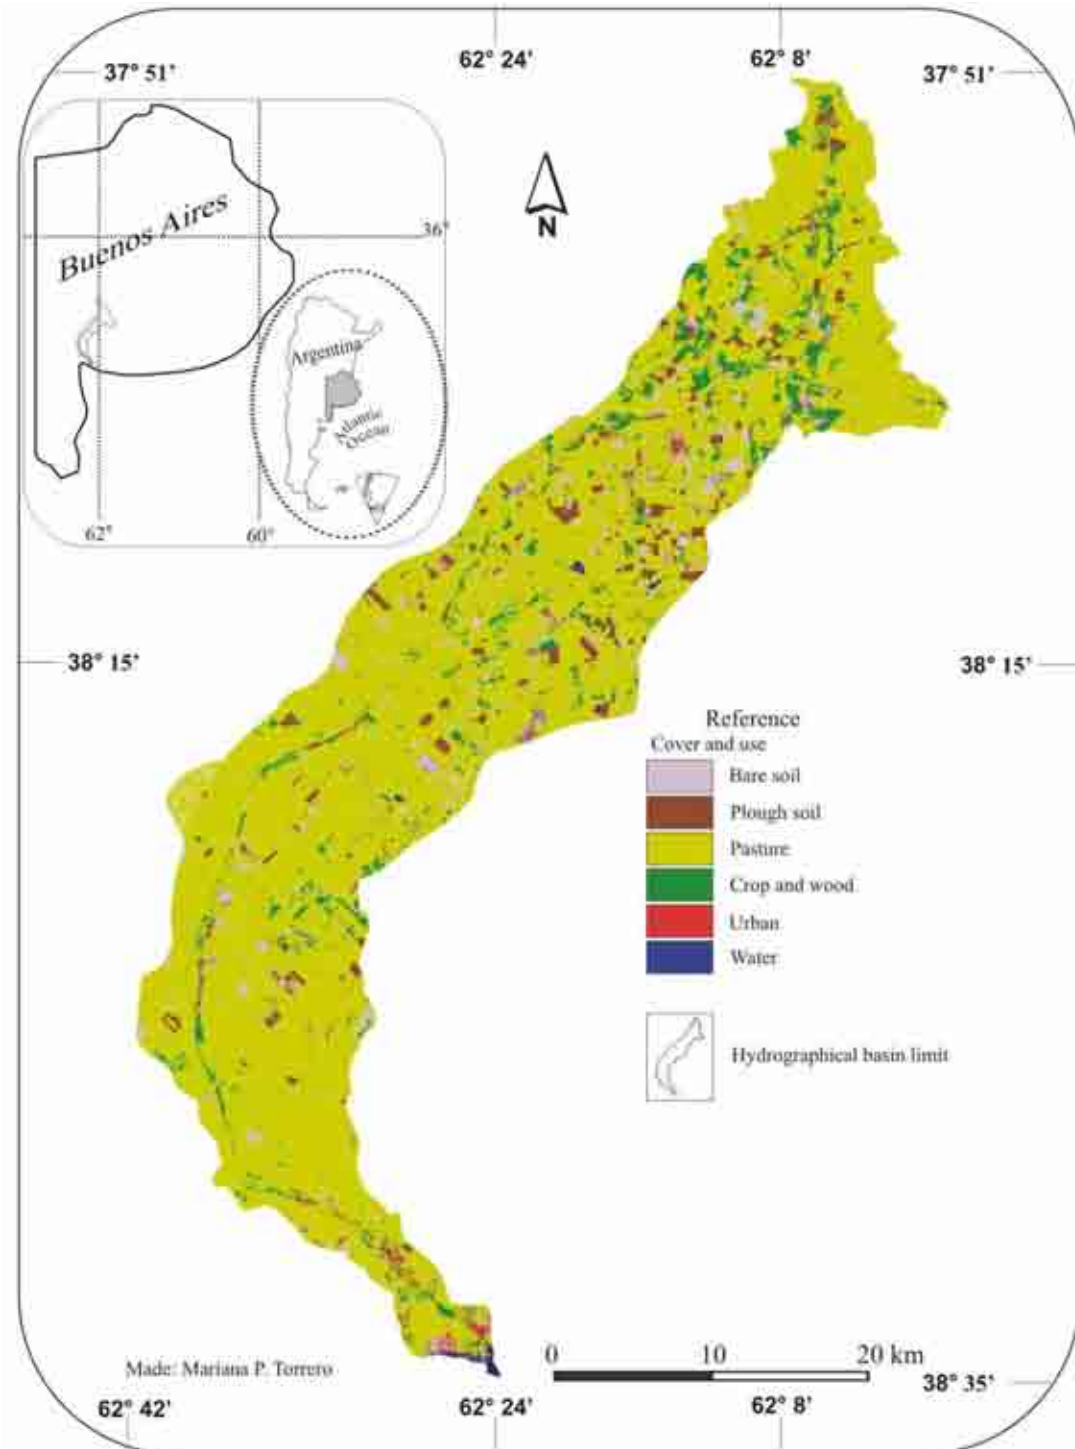 62° 24'
62° 8'
37° 51'
37° 51'
Buenos Aires
36°
Argentina
Atlantic
Ocean
62°
60°
N
38° 15'
38° 15'
Reference
Cover and use
Bare soil
Plough soil
Pasture
Crop and wood
Urban
Water
Hydrographical basin limit
Made: Mariana P. Torrero
0 10 20 km
38° 35'
62° 42'
62° 24'
62° 8'